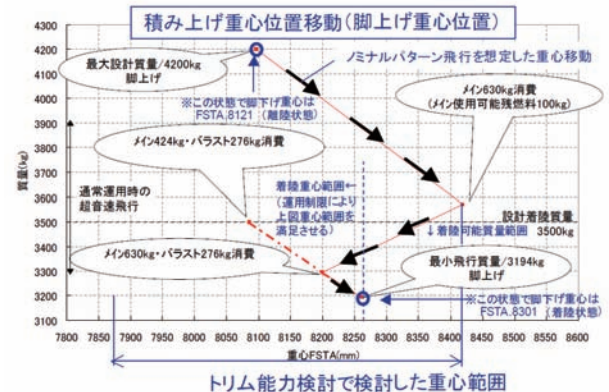 積み上げ重心位置移動(脚上げ重心位置)
4300
4200
4100
4000
3900
3800
3700
3600
3500
3400
3300
3200
3100
質量(kg)
最大設計質量/4200kg
脚上げ
ノミナルパターン飛行を想定した重心移動
※この状態で脚下げ重心は
FSTA.8121
(離陸状態)
メイン630kg消費
(メイン使用可能残燃料100kg)
メイン424kg・バラスト276kg消費
着陸重心範囲←
(運用制限により
上図重心範囲を
満足させる)
通常運用時の
超音速飛行
設計着陸質量
3500kg
↓着陸可能質量範囲
メイン630kg・バラスト276kg消費
最小飛行質量/3194kg
脚上げ
※この状態で脚下げ重心は
FSTA.8301 (着陸状態)
7800 7850 7900 7950 8000 8050 8100 8150 8200 8250 8300 8350 8400 8450 8500 8550 8600
重心FSTA(mm)
トリム能力検討で検討した重心範囲